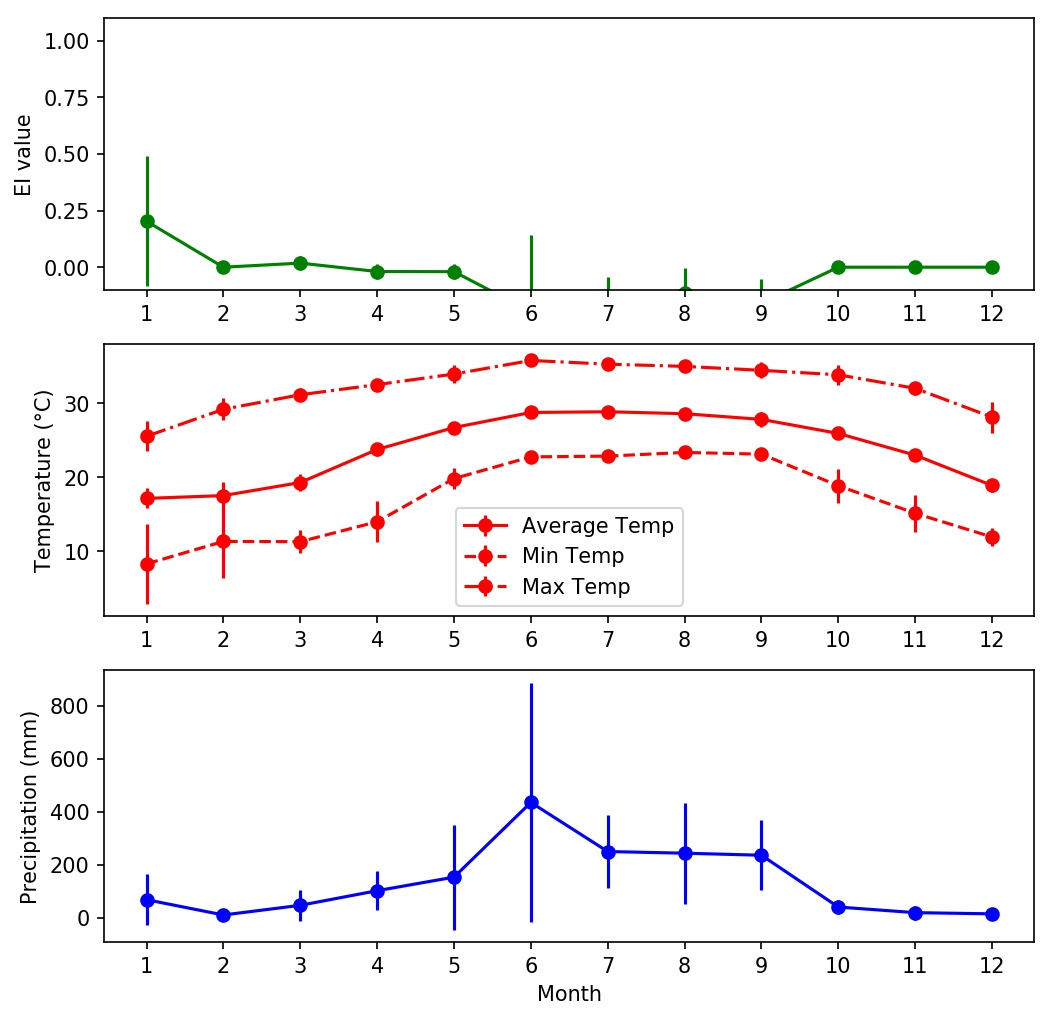 1.00
0.75
0.50
0.25
0.00
EI value
1 2 3 4 5 6 7 8 9 10 11 12
30
20
10
Temperature (°C)
Average Temp
Min Temp
Max Temp
1 2 3 4 5 6 7 8 9 10 11 12
800
600
400
200
0
Precipitation (mm)
1 2 3 4 5 6 7 8 9 10 11 12
Month